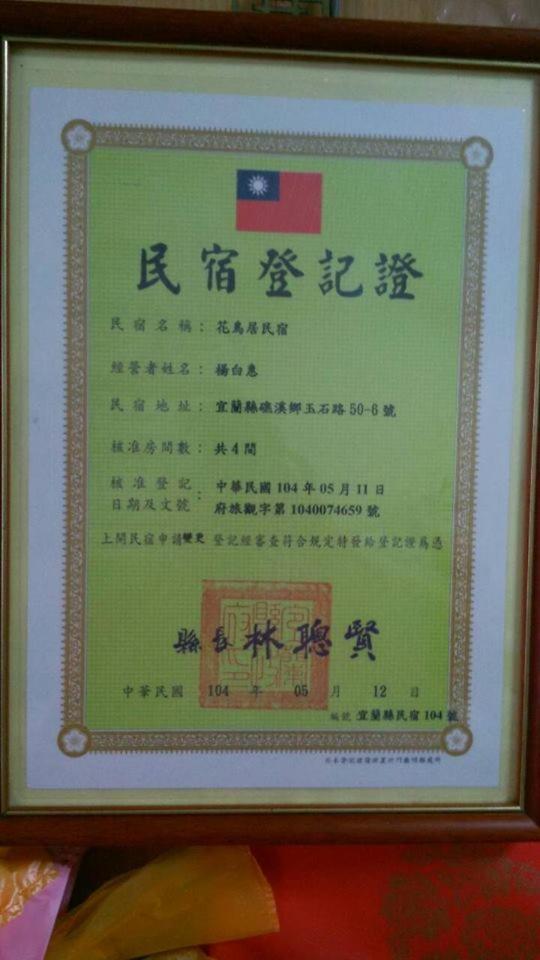 民宿登記證
民宿名稱：花鳥居民宿
經營者姓名：楊白惠
民宿地址：宜蘭縣礁溪鄉玉石路50-6號
核准房間數：共4間
核准登記日期及文號：中華民國104年05月11日
府旅觀字第1040074659號
上開民宿申請變更 登記經審查符合規定特發給登記證為憑
縣長 林聰賢
中華民國 104 年 05 月 12 日
編號 宜蘭縣民宿104號